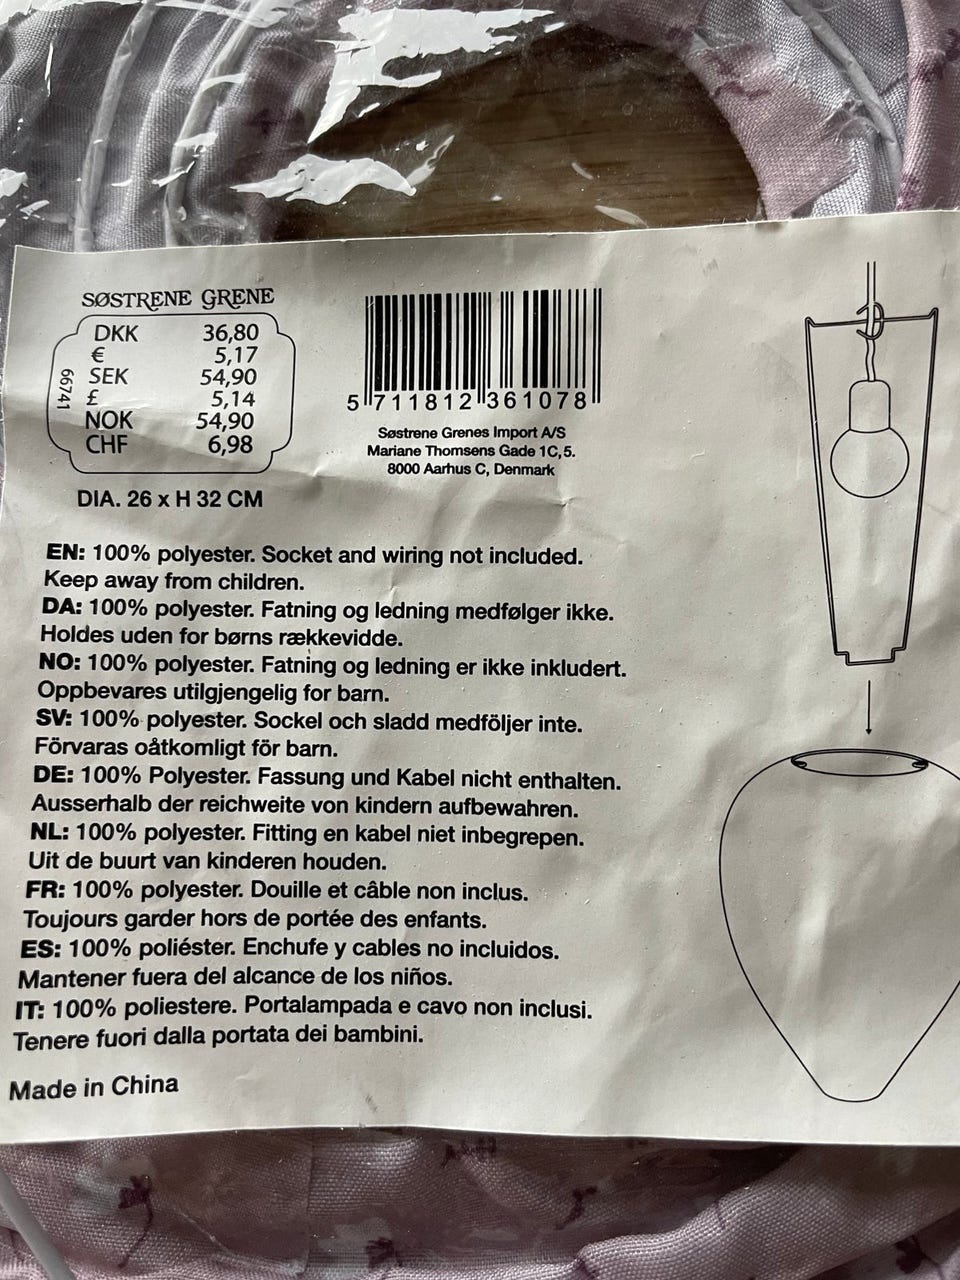 SØSTRENE GRENE
DKK 36,80
€ 5,17
SEK 54,90
£ 5,14
NOK 54,90
CHF 6,98
66741
DIA. 26 x H 32 CM
5 711812 361078
Søstrene Grenes Import A/S
Mariane Thomsens Gade 1C, 5.
8000 Aarhus C, Denmark
EN: 100% polyester. Socket and wiring not included.
Keep away from children.
DA: 100% polyester. Fatning og ledning medfølger ikke.
Holdes uden for børns rækkevidde.
NO: 100% polyester. Fatning og ledning er ikke inkludert.
Oppbevares utilgjengelig for barn.
SV: 100% polyester. Sockel och sladd medföljer inte.
Förvaras oåtkomligt för barn.
DE: 100% Polyester. Fassung und Kabel nicht enthalten.
Ausserhalb der reichweite von kindern aufbewahren.
NL: 100% polyester. Fitting en kabel niet inbegrepen.
Uit de buurt van kinderen houden.
FR: 100% polyester. Douille et câble non inclus.
Toujours garder hors de portée des enfants.
ES: 100% poliéster. Enchufe y cables no incluidos.
Mantener fuera del alcance de los niños.
IT: 100% poliestere. Portalampada e cavo non inclusi.
Tenere fuori dalla portata dei bambini.
Made in China